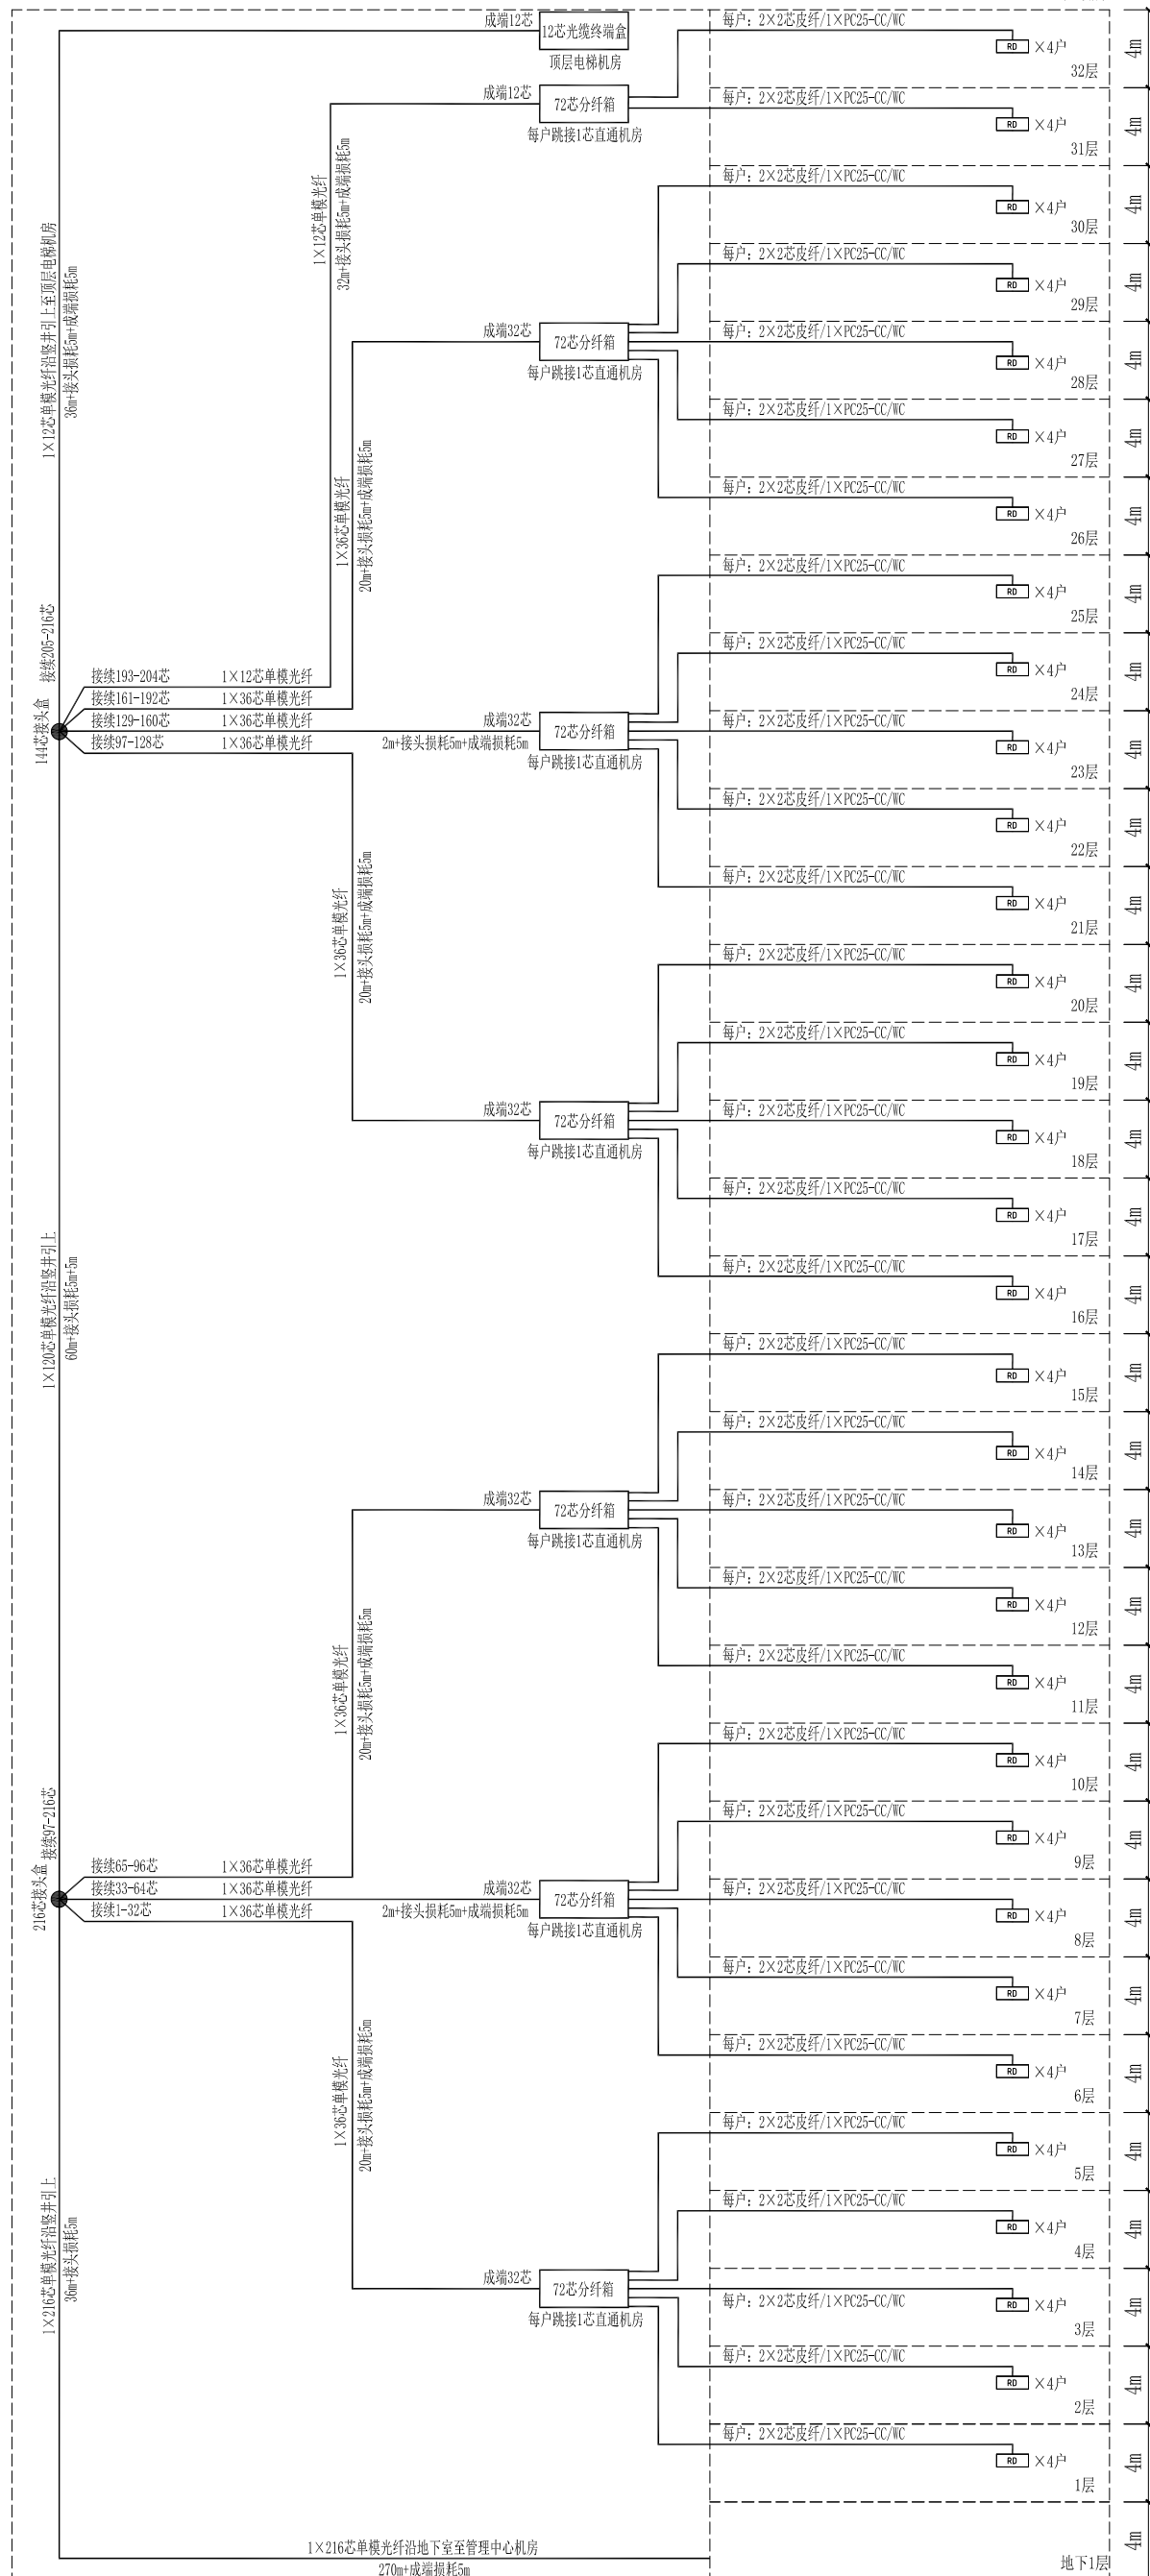 成端12芯
12芯光缆终端盒
顶层电梯机房
每户: 2×2芯皮纤/1×PC25-CC/WC
RD ×4户
32层
4m
成端12芯
72芯分纤箱
每户跳接1芯直通机房
每户: 2×2芯皮纤/1×PC25-CC/WC
RD ×4户
31层
4m
1×12芯单模光纤
32m+接头损耗5m+成端损耗5m
每户: 2×2芯皮纤/1×PC25-CC/WC
RD ×4户
30层
4m
1×12芯单模光纤沿竖井引上至顶层电梯机房
36m+接头损耗5m+成端损耗5m
每户: 2×2芯皮纤/1×PC25-CC/WC
RD ×4户
29层
4m
成端32芯
72芯分纤箱
每户跳接1芯直通机房
每户: 2×2芯皮纤/1×PC25-CC/WC
RD ×4户
28层
4m
每户: 2×2芯皮纤/1×PC25-CC/WC
RD ×4户
27层
4m
1×36芯单模光纤
20m+接头损耗5m+成端损耗5m
每户: 2×2芯皮纤/1×PC25-CC/WC
RD ×4户
26层
4m
每户: 2×2芯皮纤/1×PC25-CC/WC
RD ×4户
25层
4m
接续205-216芯
144芯接头盒
接续193-204芯 1×12芯单模光纤
接续161-192芯 1×36芯单模光纤
接续129-160芯 1×36芯单模光纤
接续97-128芯 1×36芯单模光纤
每户: 2×2芯皮纤/1×PC25-CC/WC
RD ×4户
24层
4m
成端32芯
2m+接头损耗5m+成端损耗5m
72芯分纤箱
每户跳接1芯直通机房
每户: 2×2芯皮纤/1×PC25-CC/WC
RD ×4户
23层
4m
每户: 2×2芯皮纤/1×PC25-CC/WC
RD ×4户
22层
4m
1×36芯单模光纤
20m+接头损耗5m+成端损耗5m
每户: 2×2芯皮纤/1×PC25-CC/WC
RD ×4户
21层
4m
每户: 2×2芯皮纤/1×PC25-CC/WC
RD ×4户
20层
4m
每户: 2×2芯皮纤/1×PC25-CC/WC
RD ×4户
19层
4m
成端32芯
72芯分纤箱
每户跳接1芯直通机房
每户: 2×2芯皮纤/1×PC25-CC/WC
RD ×4户
18层
4m
每户: 2×2芯皮纤/1×PC25-CC/WC
RD ×4户
17层
4m
1×120芯单模光纤沿竖井引上
60m+接头损耗5m+5m
每户: 2×2芯皮纤/1×PC25-CC/WC
RD ×4户
16层
4m
每户: 2×2芯皮纤/1×PC25-CC/WC
RD ×4户
15层
4m
每户: 2×2芯皮纤/1×PC25-CC/WC
RD ×4户
14层
4m
成端32芯
72芯分纤箱
每户跳接1芯直通机房
每户: 2×2芯皮纤/1×PC25-CC/WC
RD ×4户
13层
4m
每户: 2×2芯皮纤/1×PC25-CC/WC
RD ×4户
12层
4m
1×36芯单模光纤
20m+接头损耗5m+成端损耗5m
每户: 2×2芯皮纤/1×PC25-CC/WC
RD ×4户
11层
4m
每户: 2×2芯皮纤/1×PC25-CC/WC
RD ×4户
10层
4m
接续97-216芯
216芯接头盒
接续65-96芯 1×36芯单模光纤
接续33-64芯 1×36芯单模光纤
接续1-32芯 1×36芯单模光纤
每户: 2×2芯皮纤/1×PC25-CC/WC
RD ×4户
9层
4m
成端32芯
2m+接头损耗5m+成端损耗5m
72芯分纤箱
每户跳接1芯直通机房
每户: 2×2芯皮纤/1×PC25-CC/WC
RD ×4户
8层
4m
每户: 2×2芯皮纤/1×PC25-CC/WC
RD ×4户
7层
4m
1×36芯单模光纤
20m+接头损耗5m+成端损耗5m
每户: 2×2芯皮纤/1×PC25-CC/WC
RD ×4户
6层
4m
每户: 2×2芯皮纤/1×PC25-CC/WC
RD ×4户
5层
4m
1×216芯单模光纤沿竖井引上
36m+接头损耗5m
每户: 2×2芯皮纤/1×PC25-CC/WC
RD ×4户
4层
4m
成端32芯
72芯分纤箱
每户跳接1芯直通机房
每户: 2×2芯皮纤/1×PC25-CC/WC
RD ×4户
3层
4m
每户: 2×2芯皮纤/1×PC25-CC/WC
RD ×4户
2层
4m
每户: 2×2芯皮纤/1×PC25-CC/WC
RD ×4户
1层
4m
1×216芯单模光纤沿地下室至管理中心机房
270m+成端损耗5m
地下1层
4m